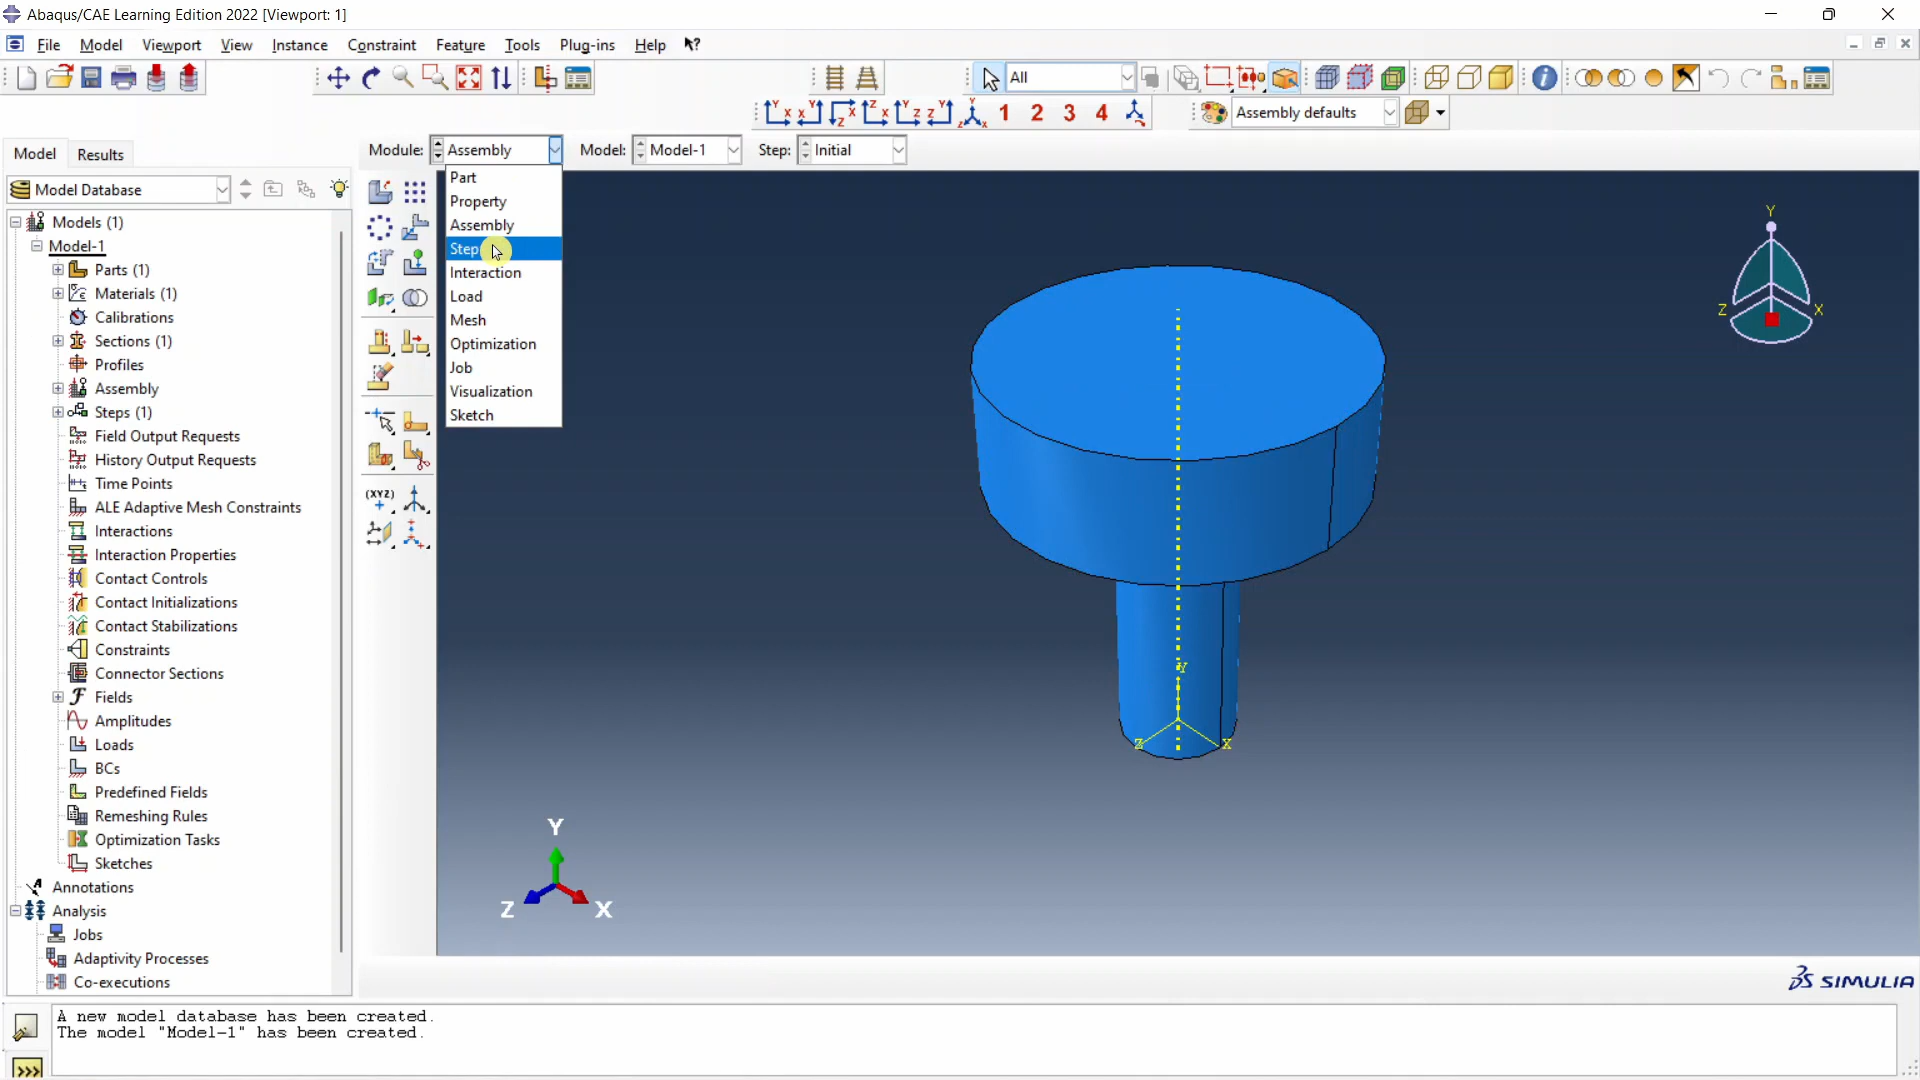 Abaqus/CAE Learning Edition 2022 [Viewport: 1]
File Model Viewport View Instance Constraint Feature Tools Plug-ins Help
All
1 2 3 4 Assembly defaults
Model Results
Module: Assembly Model: Model-1 Step: Initial
Model Database
Part
Property
Assembly
Step
Interaction
Load
Mesh
Optimization
Job
Visualization
Sketch
(XYZ)
Models (1)
Model-1
Parts (1)
Materials (1)
Calibrations
Sections (1)
Profiles
Assembly
Steps (1)
Field Output Requests
History Output Requests
Time Points
ALE Adaptive Mesh Constraints
Interactions
Interaction Properties
Contact Controls
Contact Initializations
Contact Stabilizations
Constraints
Connector Sections
Fields
Amplitudes
Loads
BCs
Predefined Fields
Remeshing Rules
Optimization Tasks
Sketches
Annotations
Analysis
Jobs
Adaptivity Processes
Co-executions
Y
Z X
Y
Z X
Y
Z X
SIMULIA
A new model database has been created.
The model "Model-1" has been created.
>>>